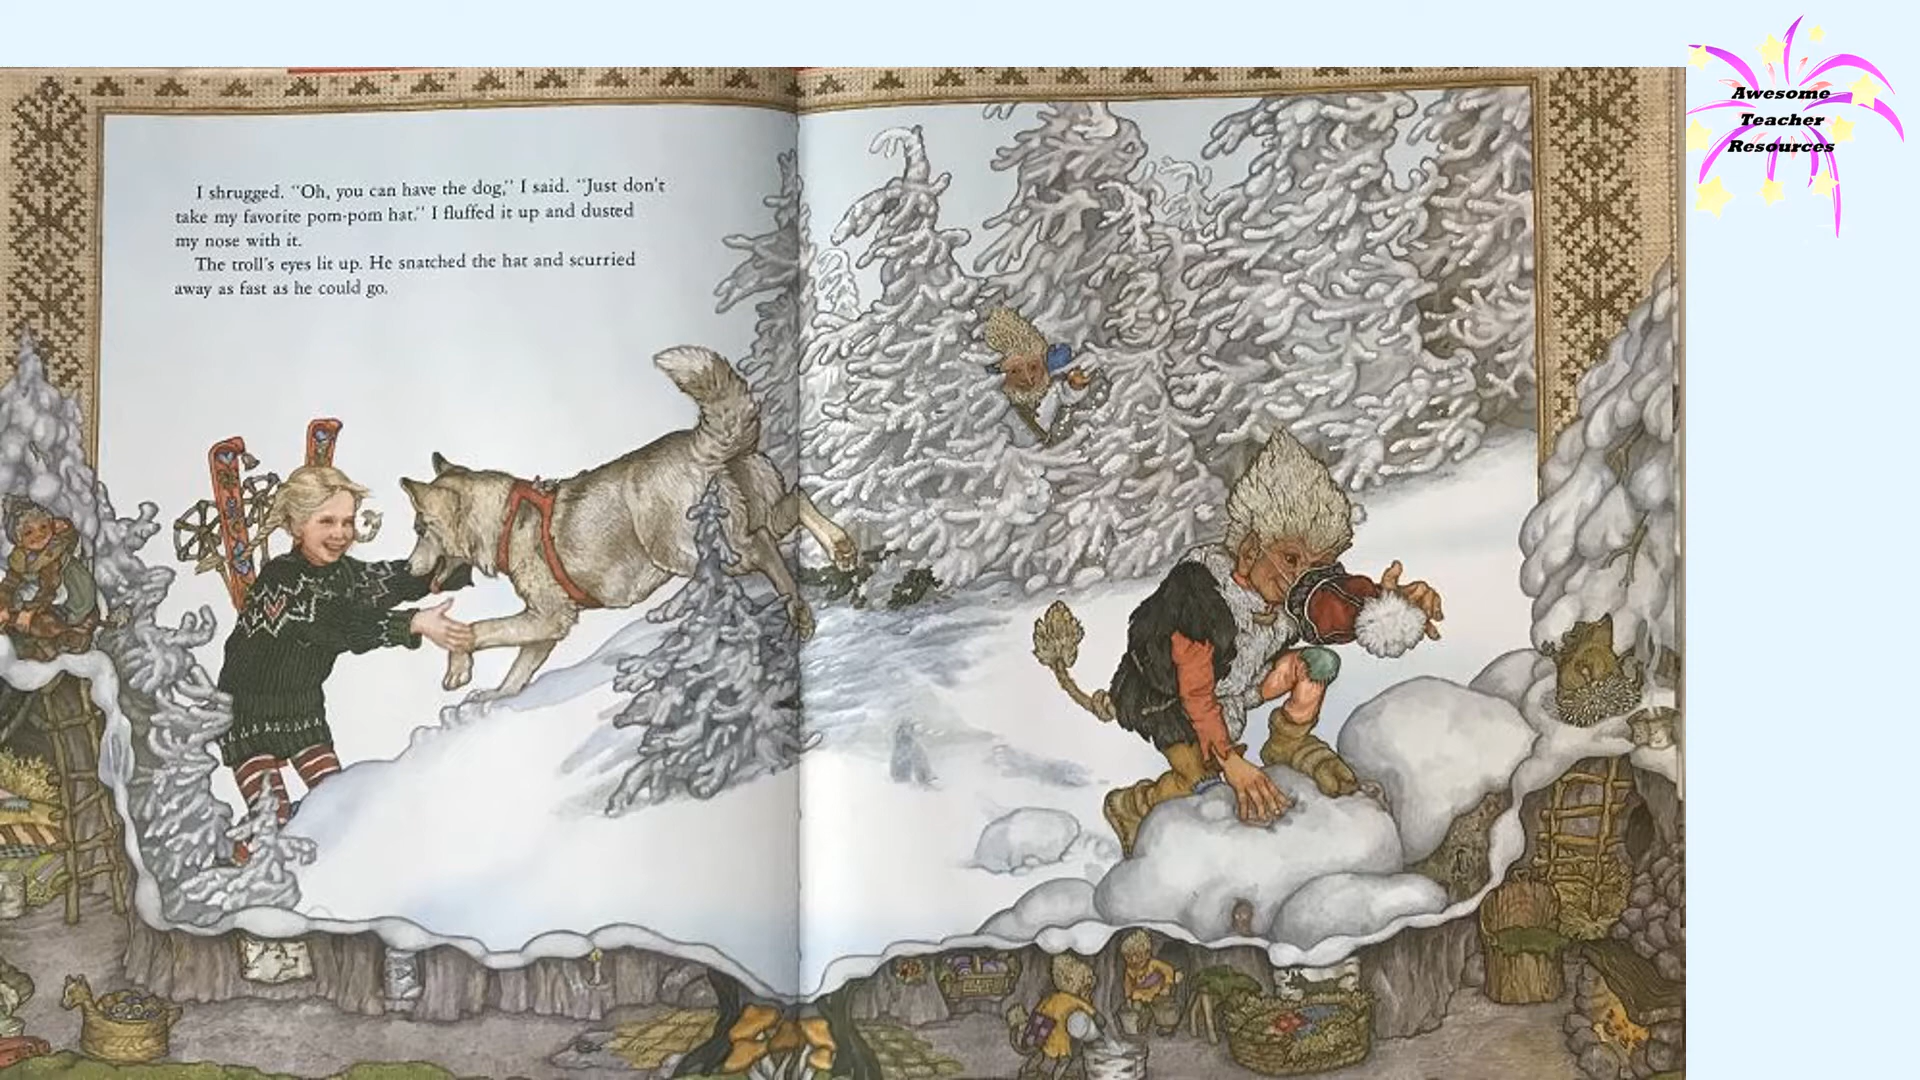 I shrugged. "Oh, you can have the dog," I said. "Just don't
take my favorite pom-pom hat." I fluffed it up and dusted
my nose with it.
The troll's eyes lit up. He snatched the hat and scurried
away as fast as he could go.
Awesome
Teacher
Resources